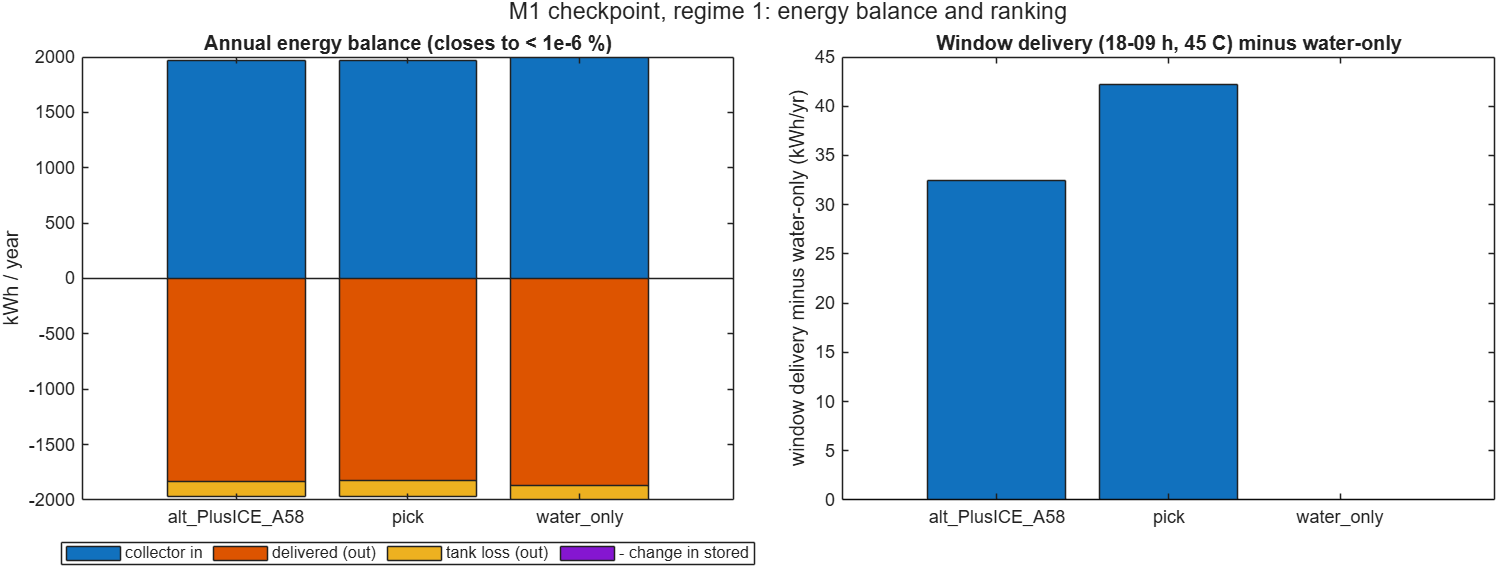 M1 checkpoint, regime 1: energy balance and ranking
Annual energy balance (closes to < 1e-6 %)
kWh / year
2000
1500
1000
500
0
-500
-1000
-1500
-2000
alt_PlusICE_A58 pick water_only
collector in delivered (out) tank loss (out) - change in stored
Window delivery (18-09 h, 45 C) minus water-only
window delivery minus water-only (kWh/yr)
45
40
35
30
25
20
15
10
5
0
alt_PlusICE_A58 pick water_only